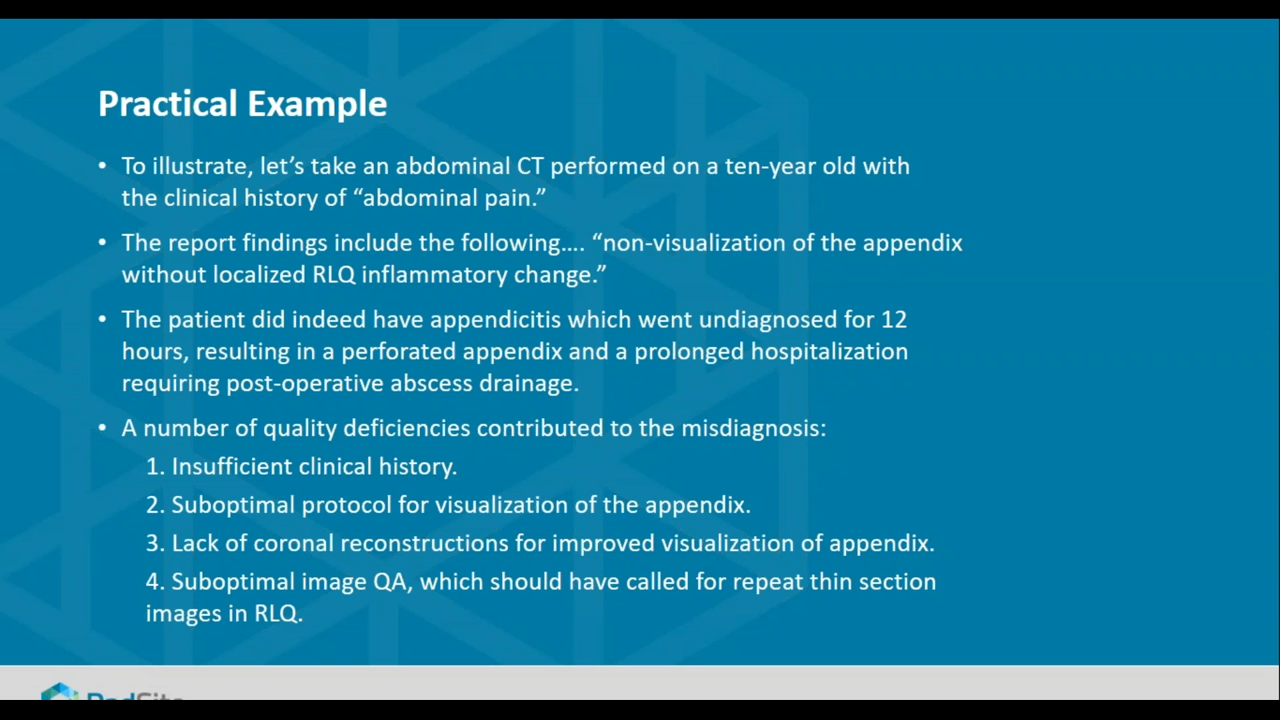 Practical Example
• To illustrate, let’s take an abdominal CT performed on a ten-year old with
the clinical history of “abdominal pain.”
• The report findings include the following…. “non-visualization of the appendix
without localized RLQ inflammatory change.”
• The patient did indeed have appendicitis which went undiagnosed for 12
hours, resulting in a perforated appendix and a prolonged hospitalization
requiring post-operative abscess drainage.
• A number of quality deficiencies contributed to the misdiagnosis:
1. Insufficient clinical history.
2. Suboptimal protocol for visualization of the appendix.
3. Lack of coronal reconstructions for improved visualization of appendix.
4. Suboptimal image QA, which should have called for repeat thin section
images in RLQ.